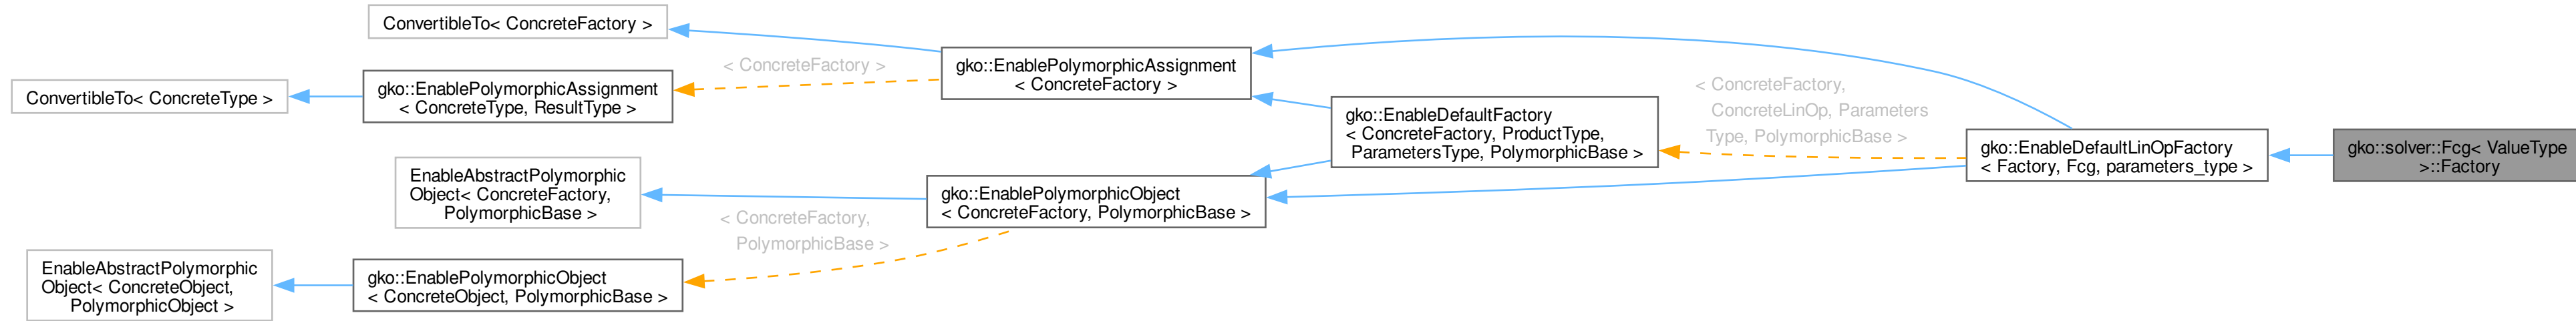 ConvertibleTo< ConcreteFactory >
ConvertibleTo< ConcreteType >
gko::EnablePolymorphicAssignment
< ConcreteType, ResultType >
< ConcreteFactory >
gko::EnablePolymorphicAssignment
< ConcreteFactory >
EnableAbstractPolymorphic
Object< ConcreteFactory,
PolymorphicBase >
EnableAbstractPolymorphic
Object< ConcreteObject,
PolymorphicObject >
gko::EnablePolymorphicObject
< ConcreteObject, PolymorphicBase >
< ConcreteFactory,
PolymorphicBase >
gko::EnablePolymorphicObject
< ConcreteFactory, PolymorphicBase >
gko::EnableDefaultFactory
< ConcreteFactory, ProductType,
ParametersType, PolymorphicBase >
< ConcreteFactory,
ConcreteLinOp, Parameters
Type, PolymorphicBase >
gko::EnableDefaultLinOpFactory
< Factory, Fcg, parameters_type >
gko::solver::Fcg< ValueType
>::Factory